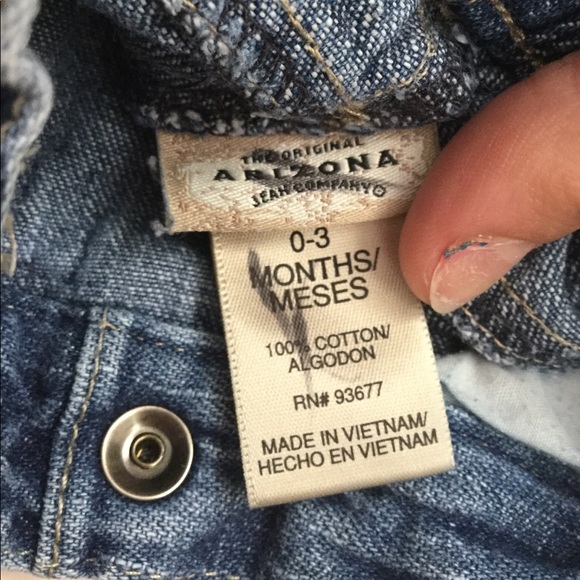 THE ORIGINAL
ARIZONA
JEAN COMPANY®
0-3
MONTHS/
MESES
100% COTTON/
ALGODON
RN# 93677
MADE IN VIETNAM/
HECHO EN VIETNAM